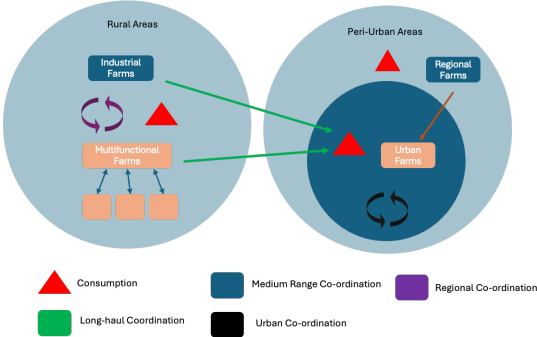 Rural Areas
Peri-Urban Areas
Industrial
Farms
Regional
Farms
Multifunctional
Farms
Urban
Farms
Consumption
Medium Range Co-ordination
Regional Co-ordination
Long-haul Coordination
Urban Co-ordination